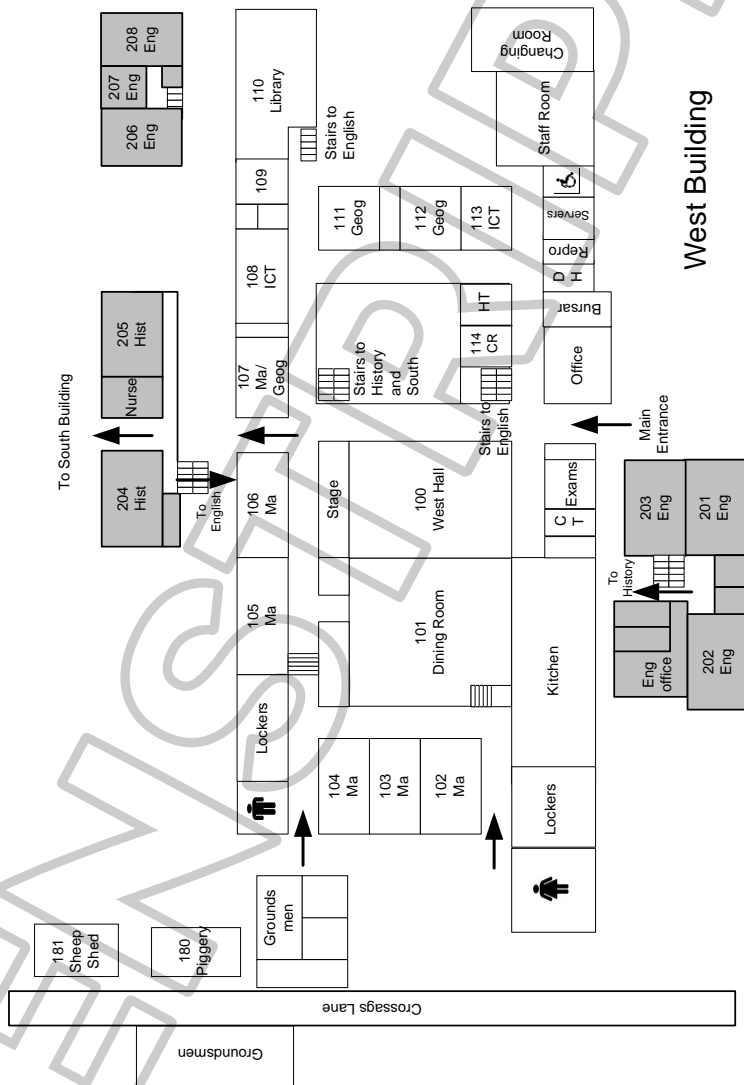 208
Eng
207
Eng
206
Eng
110
Library
Stairs to
English
109
108
ICT
107
Ma/
Geog
111
Geog
112
Geog
113
ICT
Changing
Room
Staff Room
Servers
Repro
D
H
Bursar
Office
West Building
To South Building
205
Hist
Nurse
204
Hist
To
English
Stairs to
History
and
South
HT
114
CR
Stairs to
English
Main
Entrance
106
Ma
105
Ma
Lockers
Stage
100
West Hall
101
Dining Room
Exams
C
T
Kitchen
Lockers
203
Eng
201
Eng
To
History
Eng
office
202
Eng
104
Ma
103
Ma
102
Ma
Grounds
men
181
Sheep
Shed
180
Piggery
Crossags Lane
Groundsmen
ENSTRIP